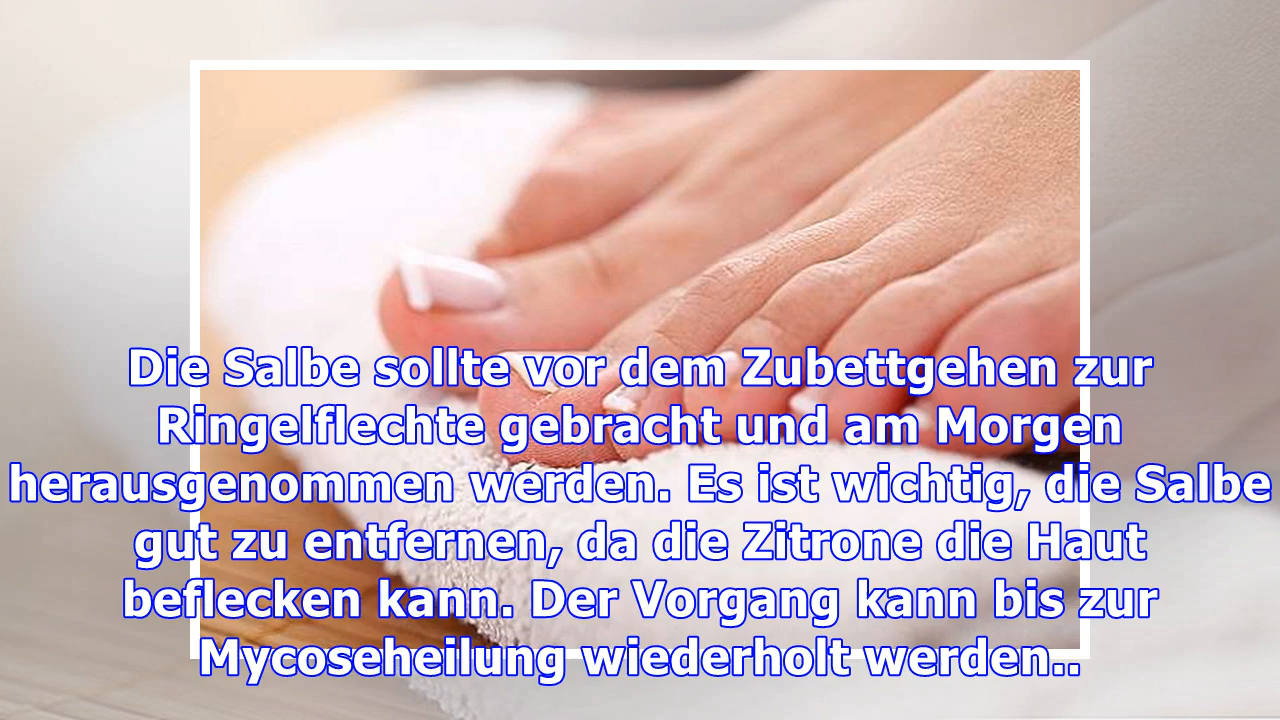 Die Salbe sollte vor dem Zubettgehen zur
Ringelflechte gebracht und am Morgen
herausgenommen werden. Es ist wichtig, die Salbe
gut zu entfernen, da die Zitrone die Haut
beflecken kann. Der Vorgang kann bis zur
Mycoseheilung wiederholt werden..